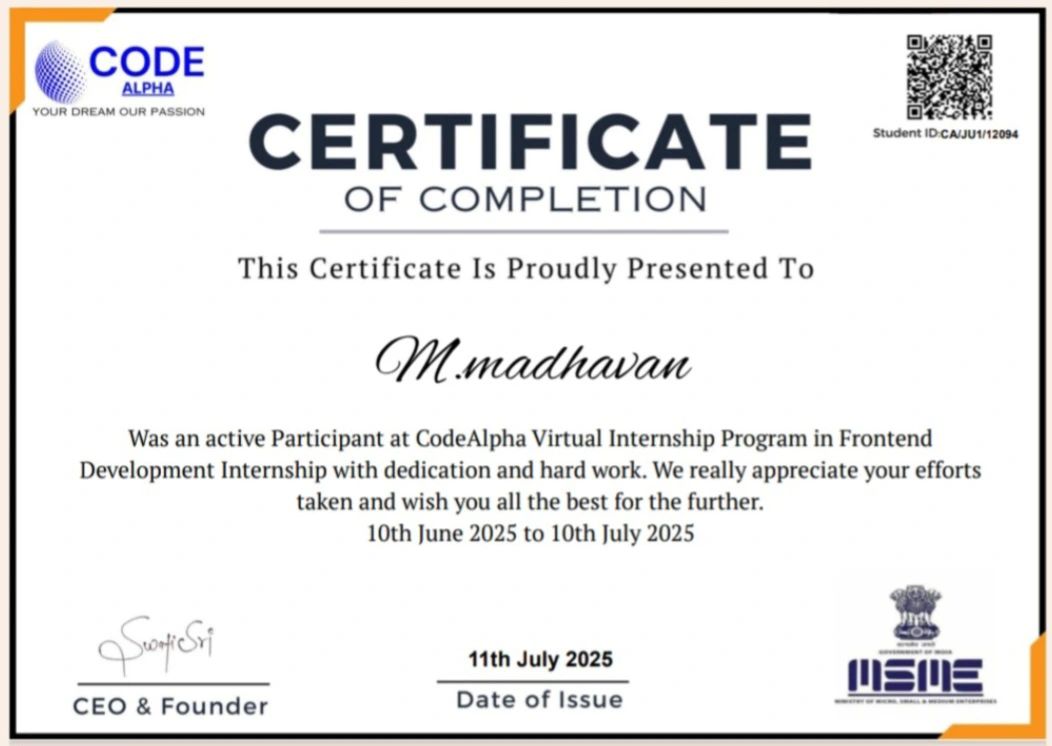 CODE
ALPHA
YOUR DREAM OUR PASSION
Student ID:CA/JU1/12094
CERTIFICATE
OF COMPLETION
This Certificate Is Proudly Presented To
M.madhavan
Was an active Participant at CodeAlpha Virtual Internship Program in Frontend
Development Internship with dedication and hard work. We really appreciate your efforts
taken and wish you all the best for the further.
10th June 2025 to 10th July 2025
SwatiSri
CEO & Founder
11th July 2025
Date of Issue
GOVERNMENT OF INDIA
MSME
MINISTRY OF MICRO, SMALL & MEDIUM ENTERPRISES